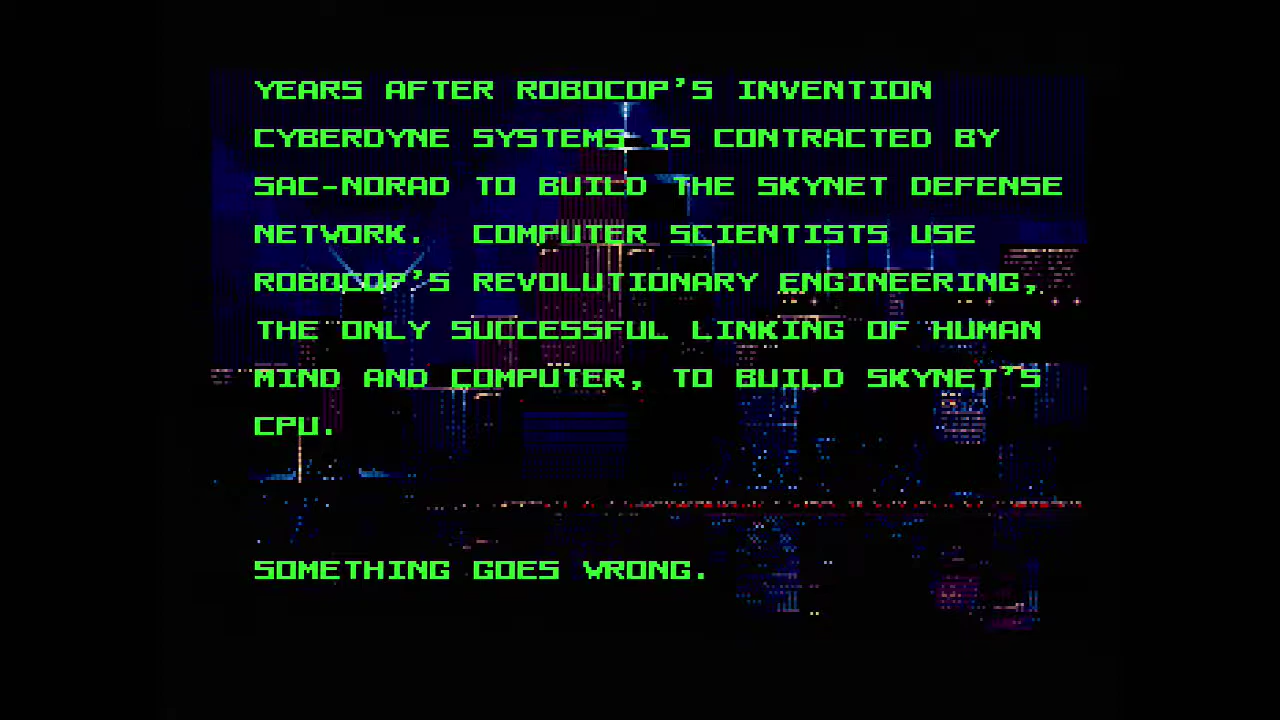 YEARS AFTER ROBOCOP'S INVENTION
CYBERDYNE SYSTEMS IS CONTRACTED BY
SAC-NORAD TO BUILD THE SKYNET DEFENSE
NETWORK.  COMPUTER SCIENTISTS USE
ROBOCOP'S REVOLUTIONARY ENGINEERING,
THE ONLY SUCCESSFUL LINKING OF HUMAN
MIND AND COMPUTER, TO BUILD SKYNET'S
CPU.
SOMETHING GOES WRONG.